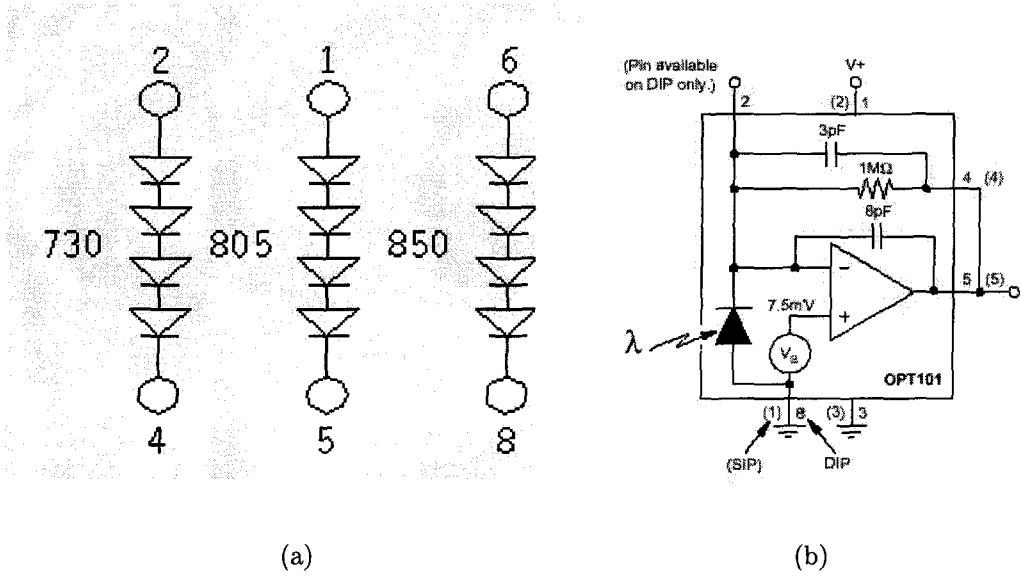 2
1
6
730
805
850
4
5
8
(Pin available
on DIP only.)
V+
2
(2)
1
3pF
1MΩ
4
(4)
8pF
5
(5)
7.5mV
λ
V_B
OPT101
(1)
8
(3)
3
(SIP)
DIP
(a)
(b)